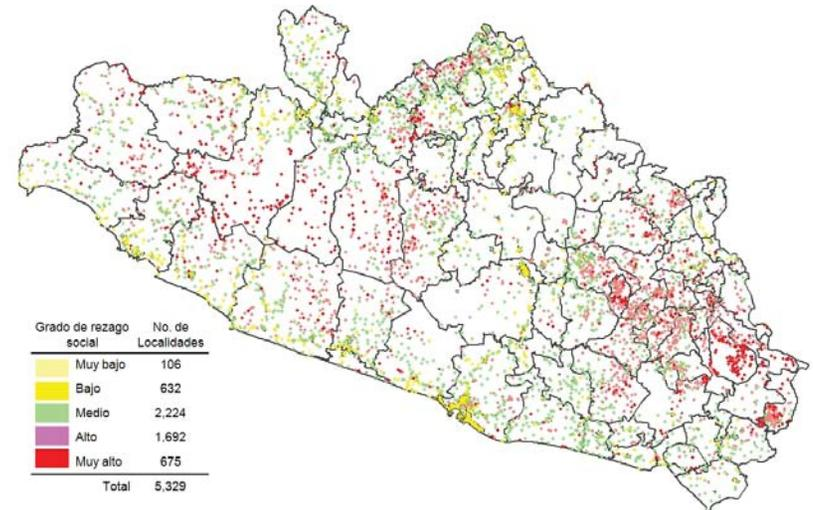 Grado de rezago social No. de Localidades
Muy bajo 106
Bajo 632
Medio 2,224
Alto 1,692
Muy alto 675
Total 5,329